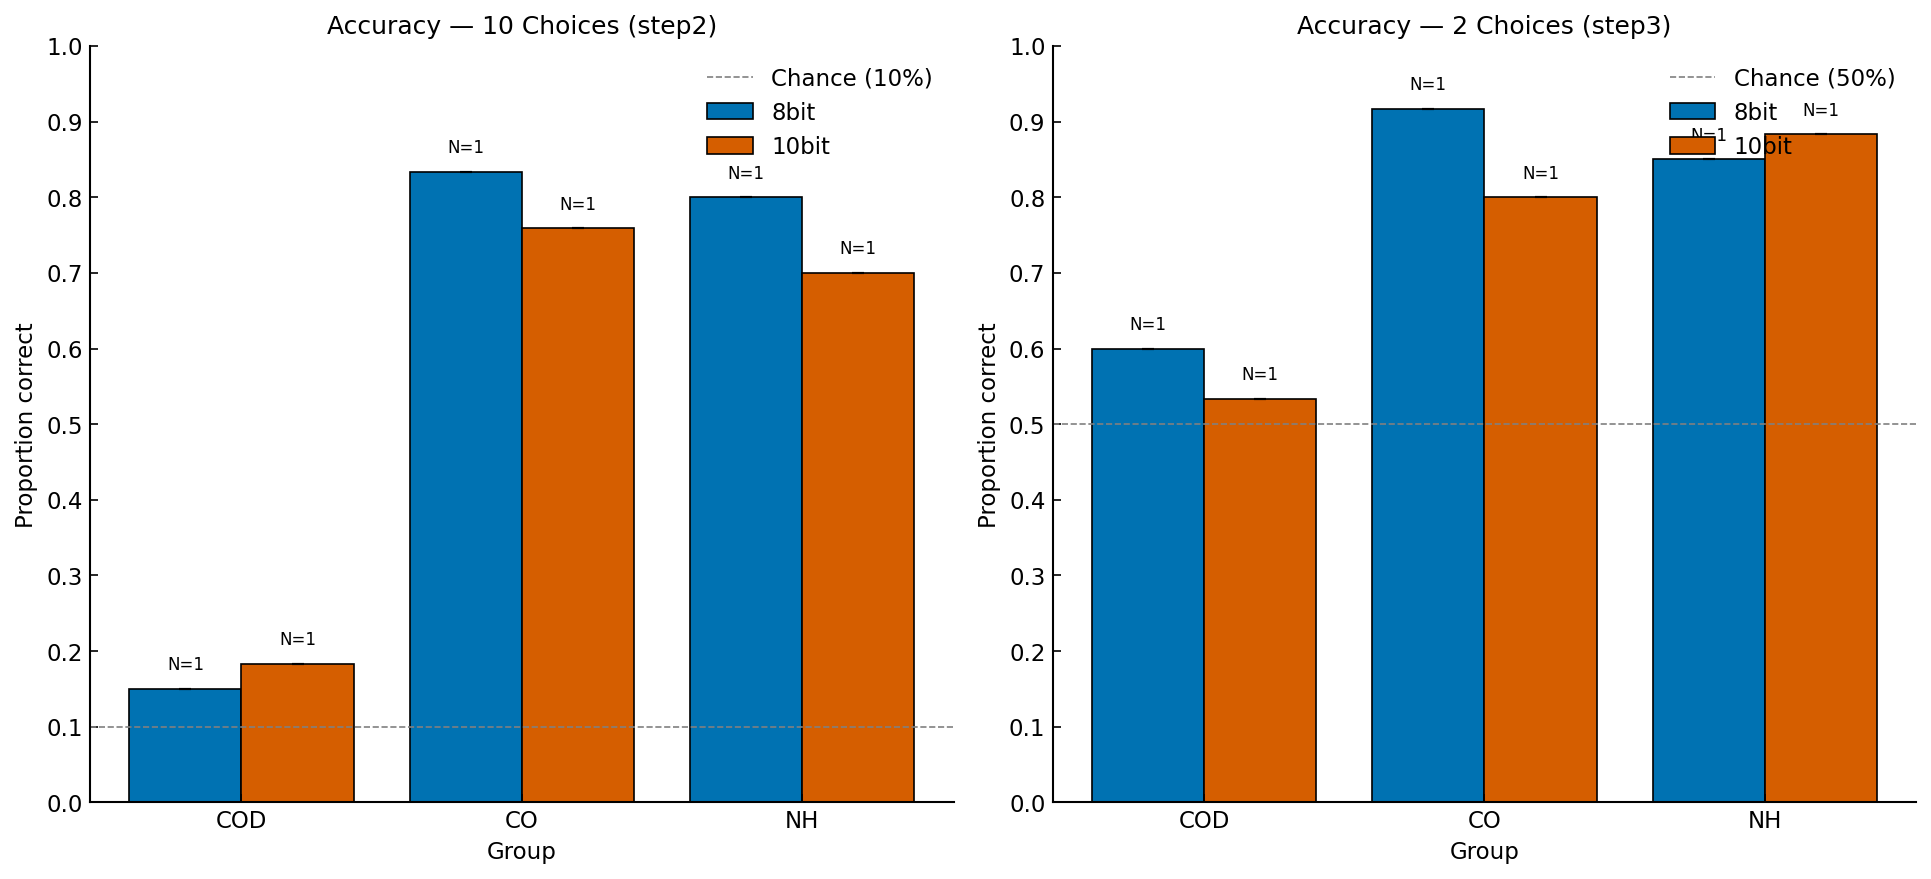 Accuracy — 10 Choices (step2)
Proportion correct
1.0
0.9
0.8
0.7
0.6
0.5
0.4
0.3
0.2
0.1
0.0
Chance (10%)
8bit
10bit
N=1
N=1
N=1
N=1
N=1
N=1
COD
CO
NH
Group
Accuracy — 2 Choices (step3)
Proportion correct
1.0
0.9
0.8
0.7
0.6
0.5
0.4
0.3
0.2
0.1
0.0
Chance (50%)
8bit
10bit
N=1
N=1
N=1
N=1
N=1
N=1
COD
CO
NH
Group